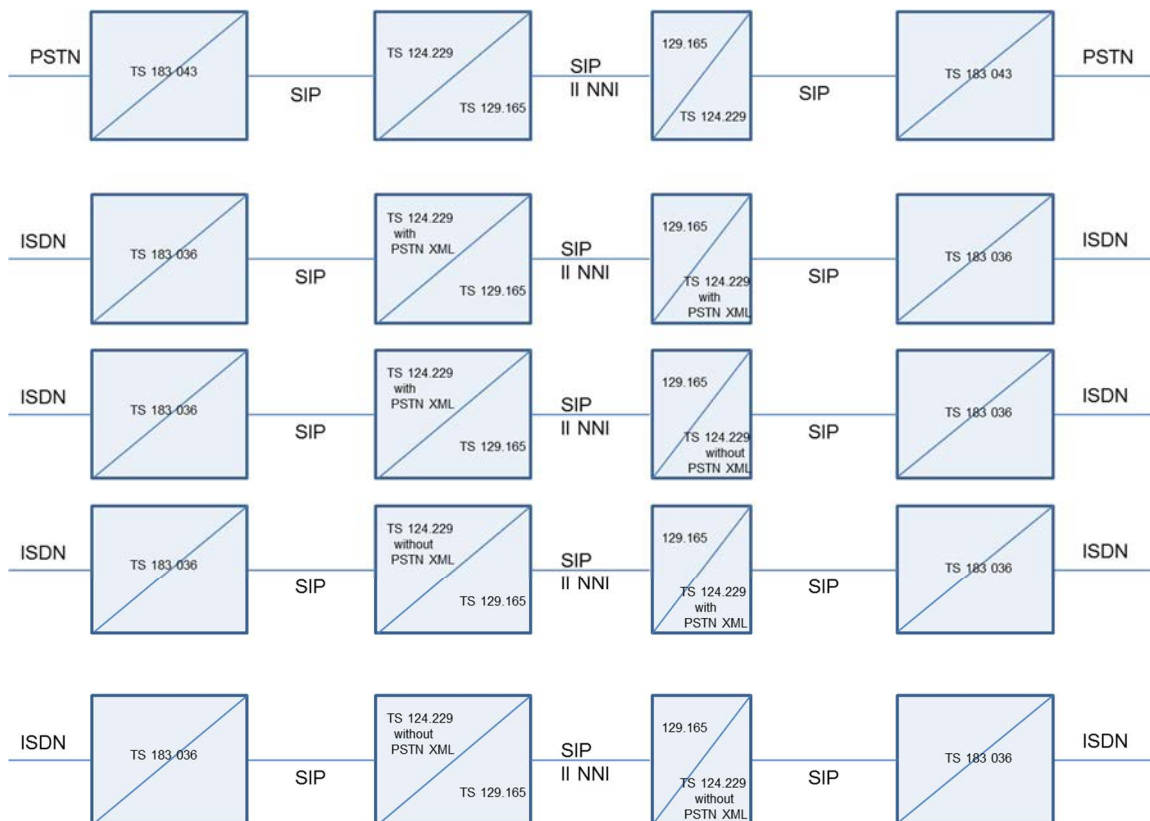 PSTN
TS 183 043
SIP
TS 124.229
TS 129.165
SIP
II NNI
129.165
TS 124.229
SIP
TS 183 043
PSTN
ISDN
TS 183 036
SIP
TS 124.229
with
PSTN XML
TS 129.165
SIP
II NNI
129.165
TS 124.229
with
PSTN XML
SIP
TS 183 036
ISDN
ISDN
TS 183 036
SIP
TS 124.229
with
PSTN XML
TS 129.165
SIP
II NNI
129.165
TS 124.229
without
PSTN XML
SIP
TS 183 036
ISDN
ISDN
TS 183 036
SIP
TS 124.229
without
PSTN XML
TS 129.165
SIP
II NNI
129.165
TS 124.229
with
PSTN XML
SIP
TS 183 036
ISDN
ISDN
TS 183 036
SIP
TS 124.229
without
PSTN XML
TS 129.165
SIP
II NNI
129.165
TS 124.229
without
PSTN XML
SIP
TS 183 036
ISDN